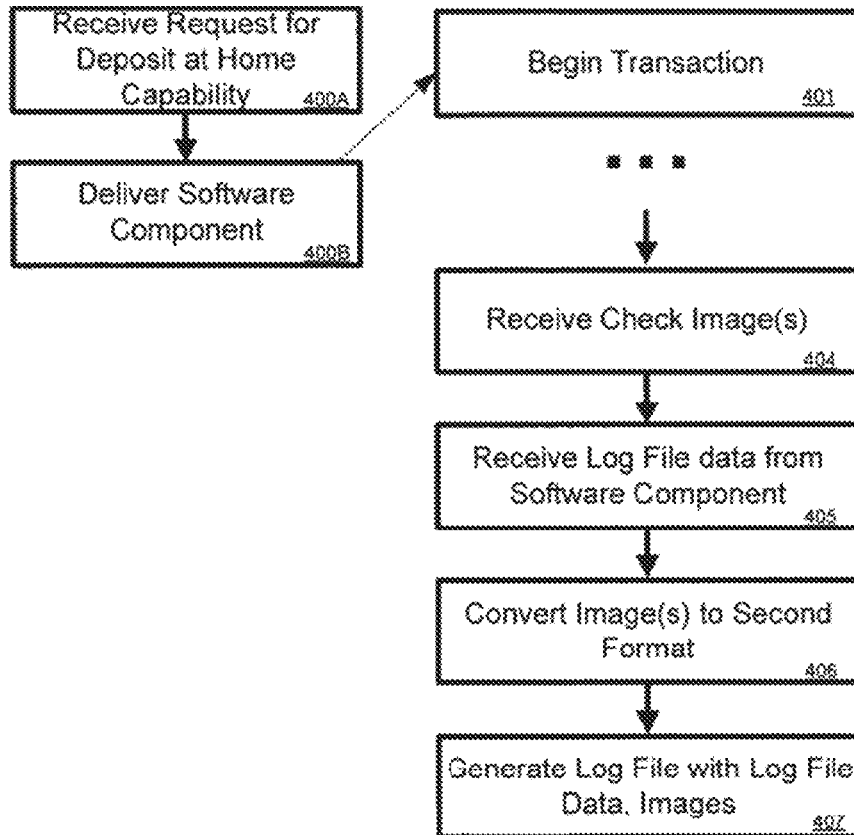 Receive Request for
Deposit at Home
Capability
400A
Deliver Software
Component
400B
Begin Transaction
401
...
Receive Check Image(s)
404
Receive Log File data from
Software Component
405
Convert Image(s) to Second
Format
406
Generate Log File with Log File
Data, Images
407